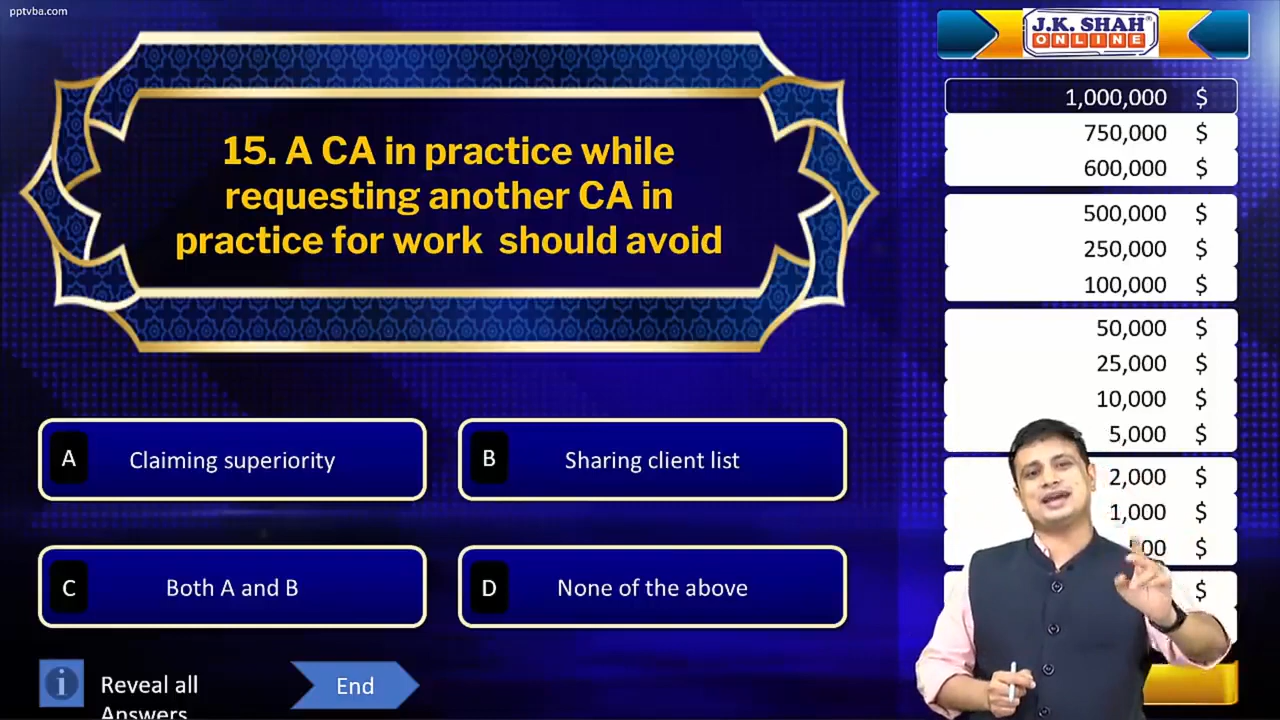 pptvba.com
J.K. SHAH®
ONLINE
15. A CA in practice while
requesting another CA in
practice for work should avoid
1,000,000 $
750,000 $
600,000 $
500,000 $
250,000 $
100,000 $
50,000 $
25,000 $
10,000 $
5,000 $
2,000 $
1,000 $
$
$
A Claiming superiority
B Sharing client list
C Both A and B
D None of the above
i Reveal all
Answers
End